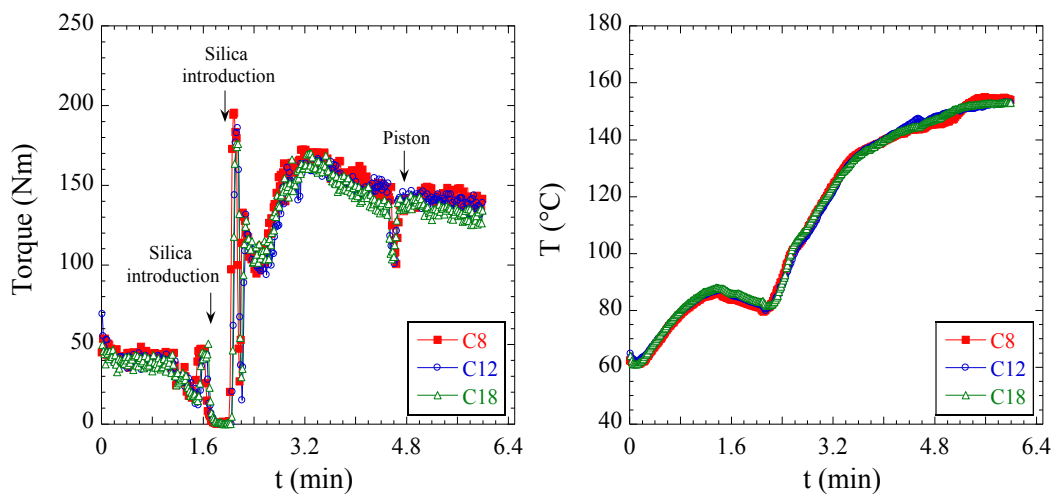 250
200
150
100
50
0
Torque (Nm)
Silica
introduction
Silica
introduction
Piston
C8
C12
C18
0
1.6
3.2
4.8
6.4
t (min)
180
160
140
120
100
80
60
40
T (°C)
C8
C12
C18
0
1.6
3.2
4.8
6.4
t (min)